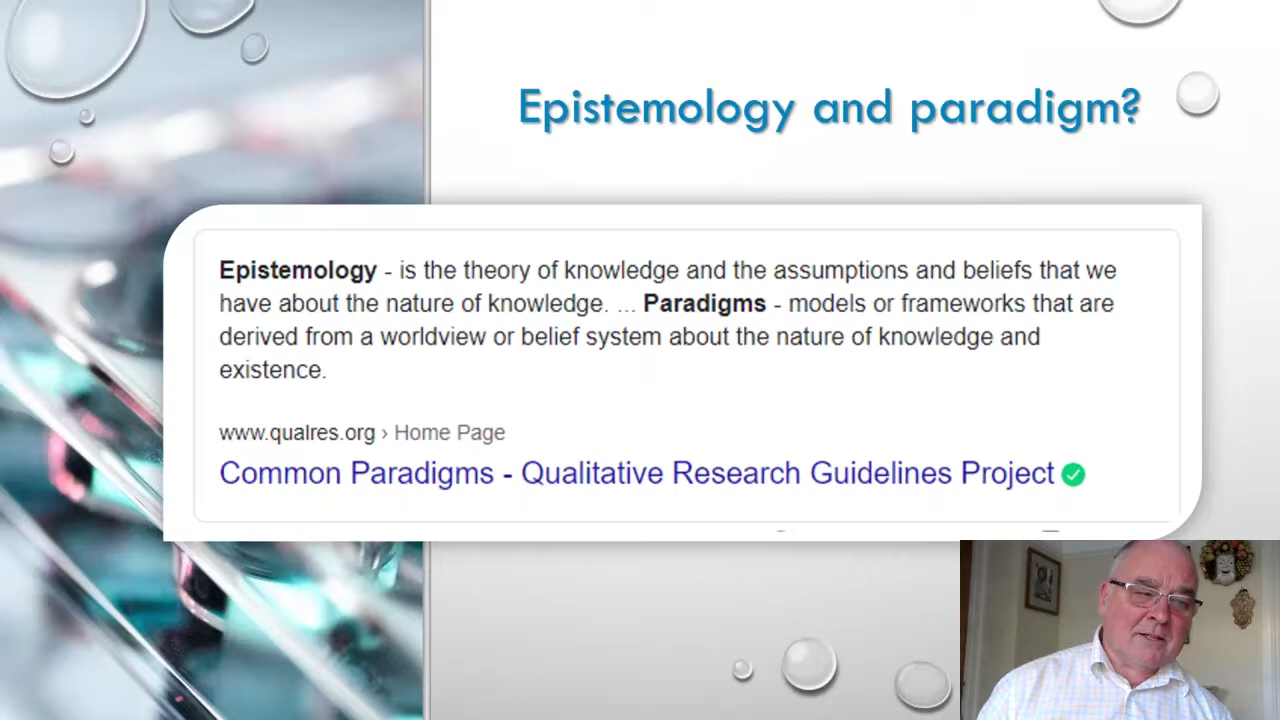 Epistemology and paradigm?
Epistemology - is the theory of knowledge and the assumptions and beliefs that we
have about the nature of knowledge. ... Paradigms - models or frameworks that are
derived from a worldview or belief system about the nature of knowledge and
existence.
www.qualres.org › Home Page
Common Paradigms - Qualitative Research Guidelines Project